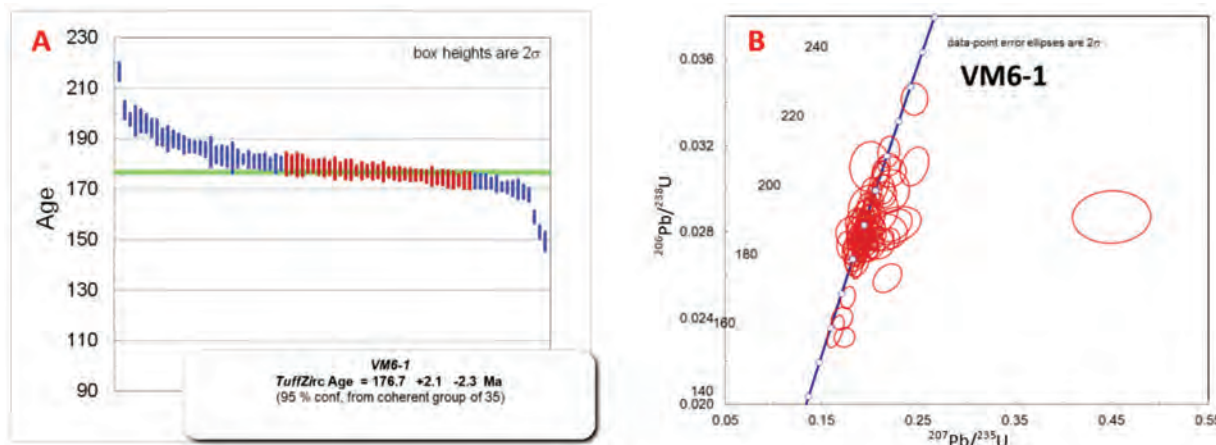 A
box heights are 2σ
230
210
190
170
150
130
110
90
Age
VM6-1
TuffZirc Age = 176.7 +2.1 -2.3 Ma
(95 % conf, from coherent group of 35)
B
data-point error ellipses are 2σ
VM6-1
240
220
200
180
160
140
0.036
0.032
0.028
0.024
0.020
206Pb/238U
0.05
0.15
0.25
0.35
0.45
0.55
207Pb/235U